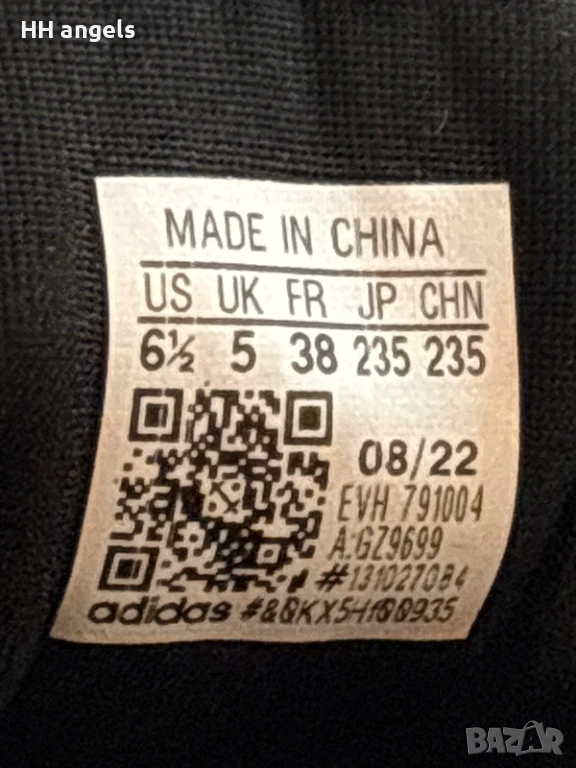 HH angels
MADE IN CHINA
US UK FR JP CHN
6½ 5 38 235 235
08/22
EVH 791004
A:GZ9699
#131027084
adidas
BAZAR